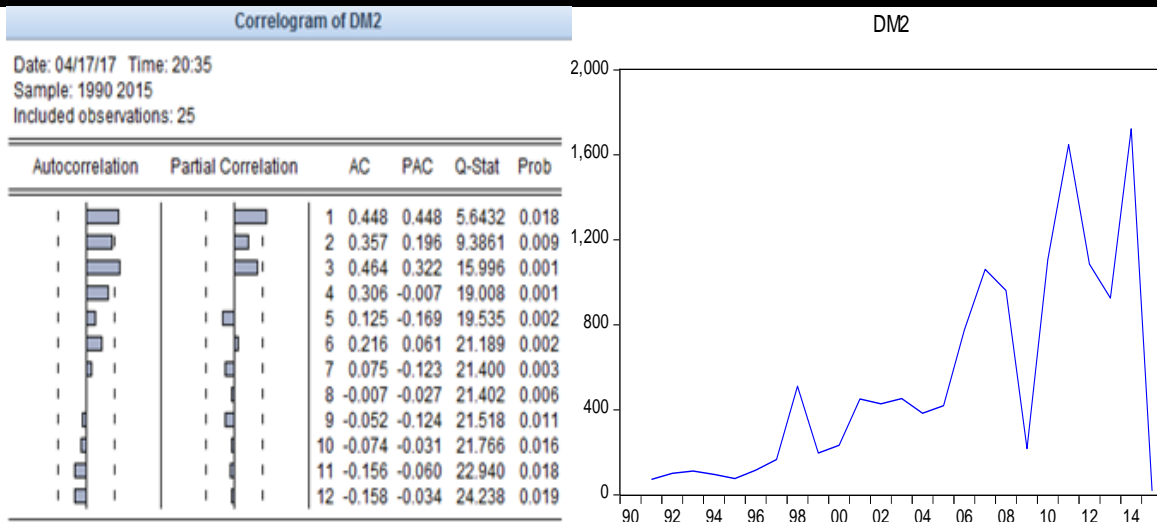 Correlogram of DM2
Date: 04/17/17 Time: 20:35
Sample: 1990 2015
Included observations: 25
Autocorrelation Partial Correlation AC PAC Q-Stat Prob
1 0.448 0.448 5.6432 0.018
2 0.357 0.196 9.3861 0.009
3 0.464 0.322 15.996 0.001
4 0.306 -0.007 19.008 0.001
5 0.125 -0.169 19.535 0.002
6 0.216 0.061 21.189 0.002
7 0.075 -0.123 21.400 0.003
8 -0.007 -0.027 21.402 0.006
9 -0.052 -0.124 21.518 0.011
10 -0.074 -0.031 21.766 0.016
11 -0.156 -0.060 22.940 0.018
12 -0.158 -0.034 24.238 0.019
DM2
2,000
1,600
1,200
800
400
0
90 92 94 96 98 00 02 04 06 08 10 12 14